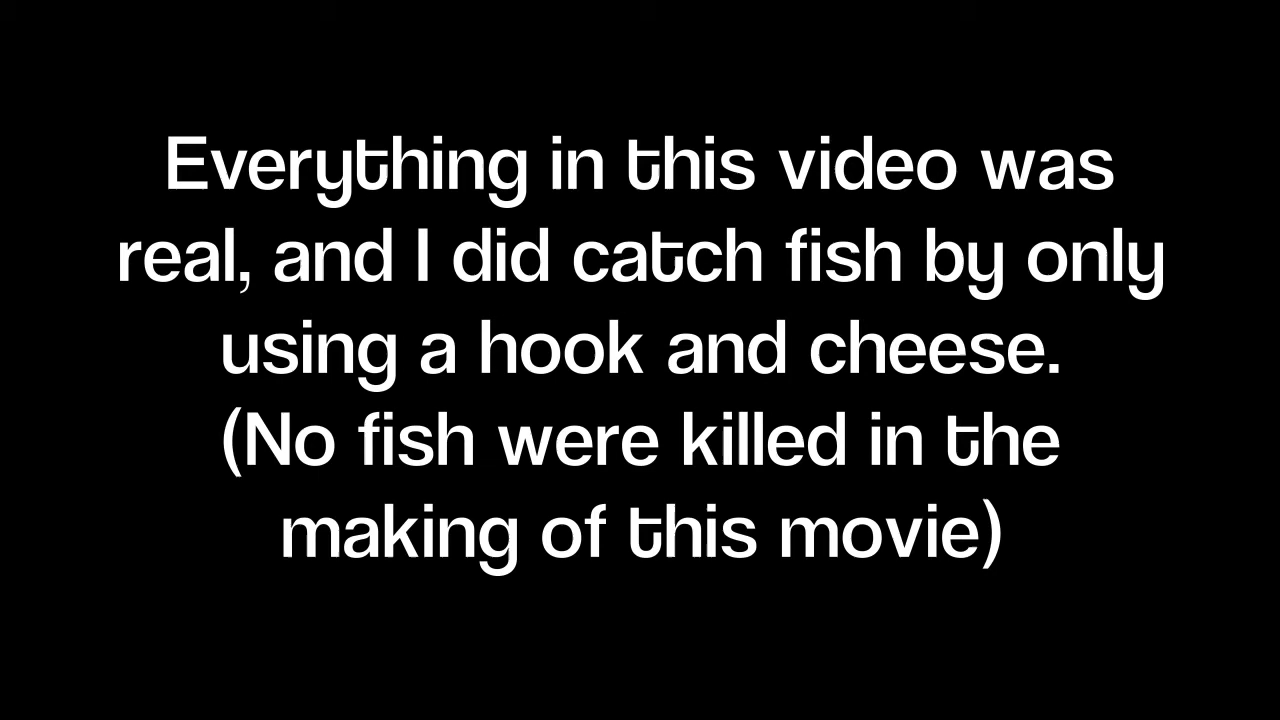 Everything in this video was
real, and I did catch fish by only
using a hook and cheese.
(No fish were killed in the
making of this movie)